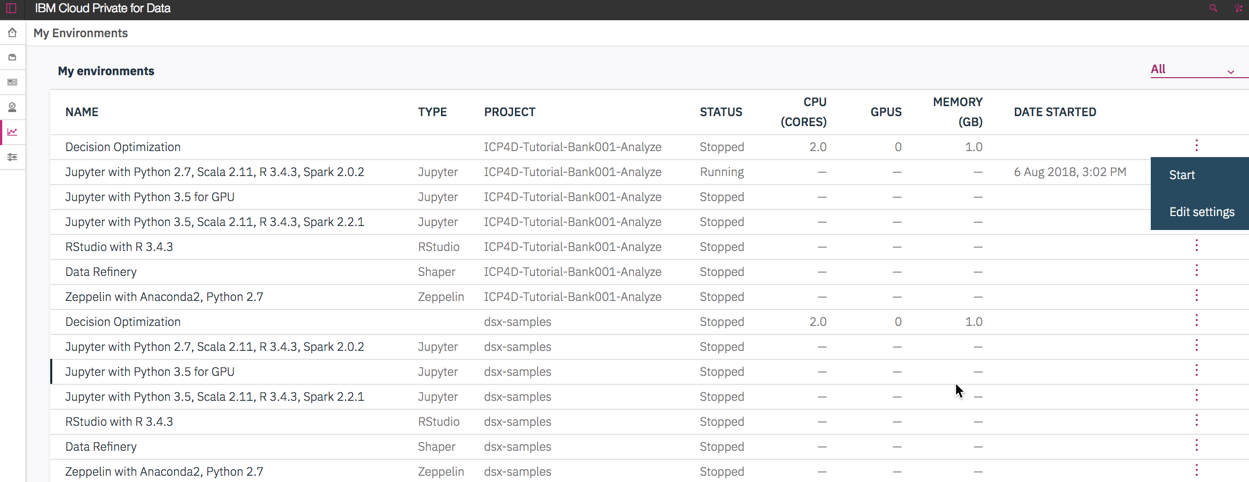 IBM Cloud Private for Data
My Environments
My environments
All
NAME TYPE PROJECT STATUS CPU (CORES) GPUS MEMORY (GB) DATE STARTED
Decision Optimization ICP4D-Tutorial-Bank001-Analyze Stopped 2.0 0 1.0
Jupyter with Python 2.7, Scala 2.11, R 3.4.3, Spark 2.0.2 Jupyter ICP4D-Tutorial-Bank001-Analyze Running — — — 6 Aug 2018, 3:02 PM
Start
Jupyter with Python 3.5 for GPU Jupyter ICP4D-Tutorial-Bank001-Analyze Stopped — — —
Edit settings
Jupyter with Python 3.5, Scala 2.11, R 3.4.3, Spark 2.2.1 Jupyter ICP4D-Tutorial-Bank001-Analyze Stopped — — —
RStudio with R 3.4.3 RStudio ICP4D-Tutorial-Bank001-Analyze Stopped — — —
Data Refinery Shaper ICP4D-Tutorial-Bank001-Analyze Stopped — — —
Zeppelin with Anaconda2, Python 2.7 Zeppelin ICP4D-Tutorial-Bank001-Analyze Stopped — — —
Decision Optimization dsx-samples Stopped 2.0 0 1.0
Jupyter with Python 2.7, Scala 2.11, R 3.4.3, Spark 2.0.2 Jupyter dsx-samples Stopped — — —
Jupyter with Python 3.5 for GPU Jupyter dsx-samples Stopped — — —
Jupyter with Python 3.5, Scala 2.11, R 3.4.3, Spark 2.2.1 Jupyter dsx-samples Stopped — — —
RStudio with R 3.4.3 RStudio dsx-samples Stopped — — —
Data Refinery Shaper dsx-samples Stopped — — —
Zeppelin with Anaconda2, Python 2.7 Zeppelin dsx-samples Stopped — — —